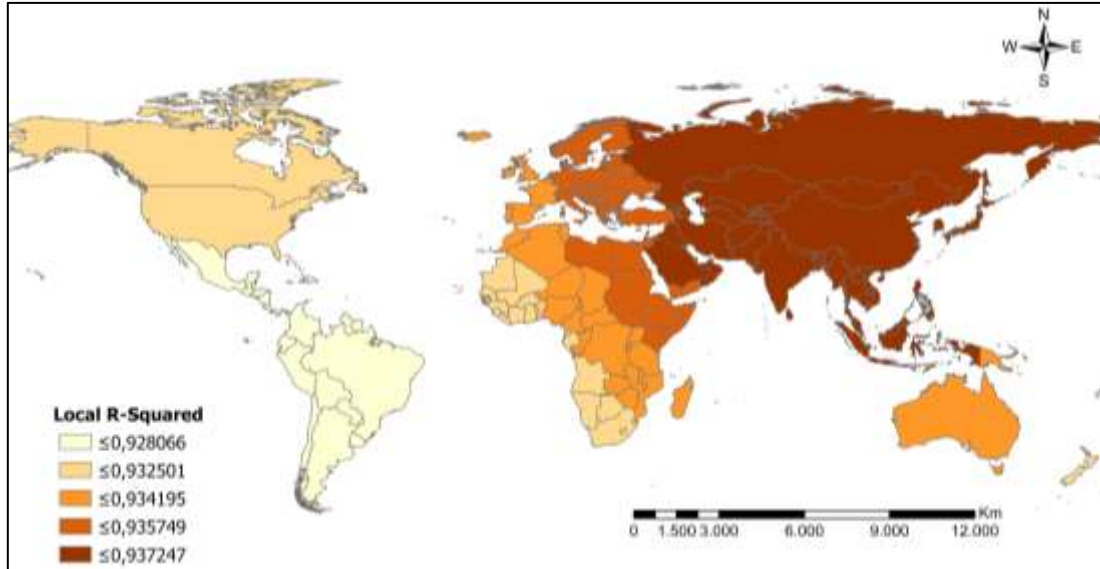 N
W E
S
Local R-Squared
≤0,928066
≤0,932501
≤0,934195
≤0,935749
≤0,937247
Km
0 1.500 3.000 6.000 9.000 12.000